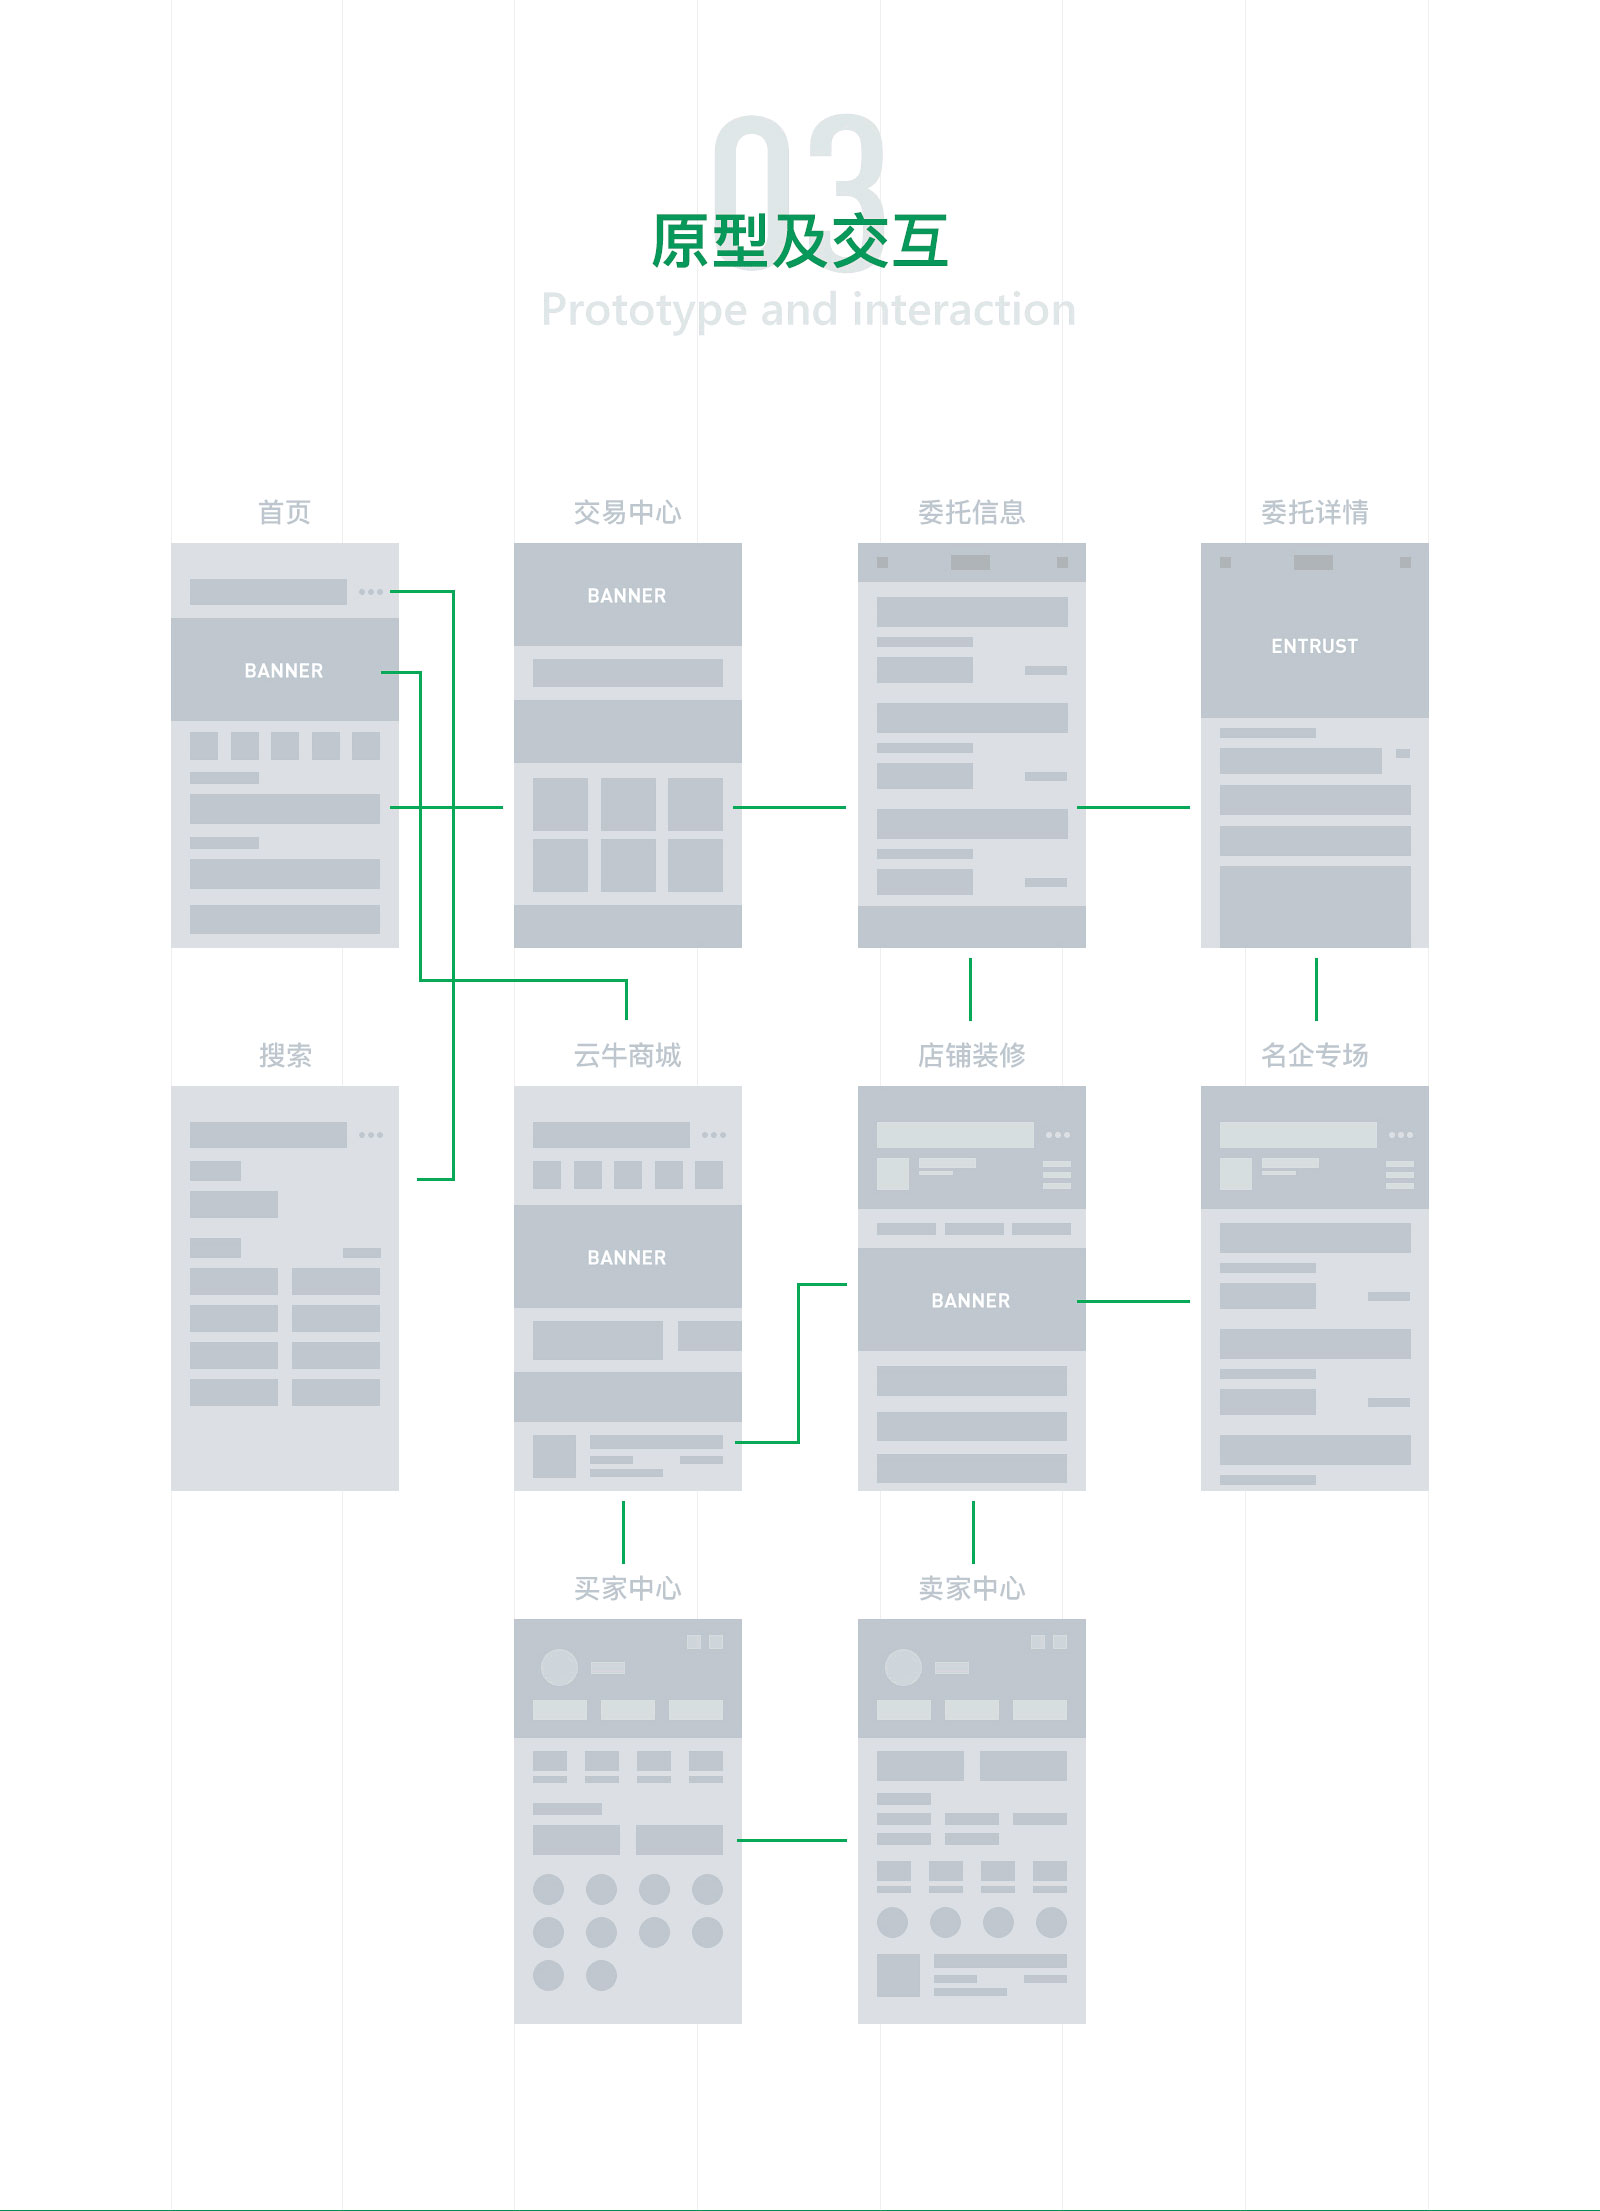 03
原型及交互
Prototype and interaction
首页
交易中心
委托信息
委托详情
BANNER
BANNER
ENTRUST
搜索
云牛商城
店铺装修
名企专场
BANNER
BANNER
买家中心
卖家中心